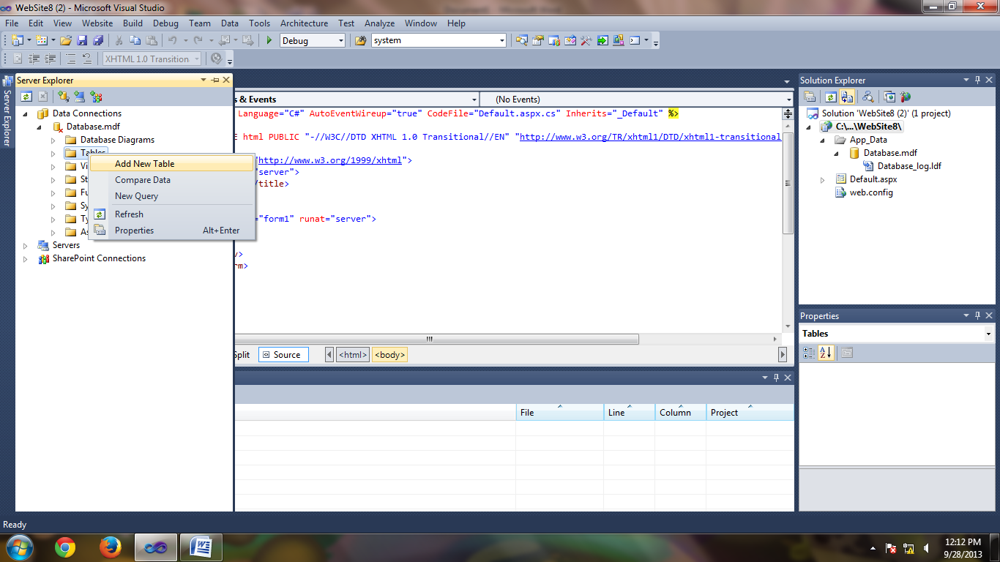 WebSite8 (2) - Microsoft Visual Studio
File Edit View Website Build Debug Team Data Tools Architecture Test Analyze Window Help
Debug system
XHTML 1.0 Transition
Server Explorer
Server Explorer
Data Connections
Database.mdf
Database Diagrams
Tables
Vi
St
Fu
Sy
Ty
As
Servers
SharePoint Connections
Add New Table
Compare Data
New Query
Refresh
Properties Alt+Enter
s & Events (No Events)
Language="C#" AutoEventWireup="true" CodeFile="Default.aspx.cs" Inherits="_Default" %>
E html PUBLIC "-//W3C//DTD XHTML 1.0 Transitional//EN" "http://www.w3.org/TR/xhtml1/DTD/xhtml1-transitional
"http://www.w3.org/1999/xhtml">
"server">
/title>
="form1" runat="server">
v>
rm>
Split Source <html> <body>
File Line Column Project
Solution Explorer
Solution 'WebSite8 (2)' (1 project)
C:\...\WebSite8\
App_Data
Database.mdf
Database_log.ldf
Default.aspx
web.config
Properties
Tables
Ready
12:12 PM
9/28/2013